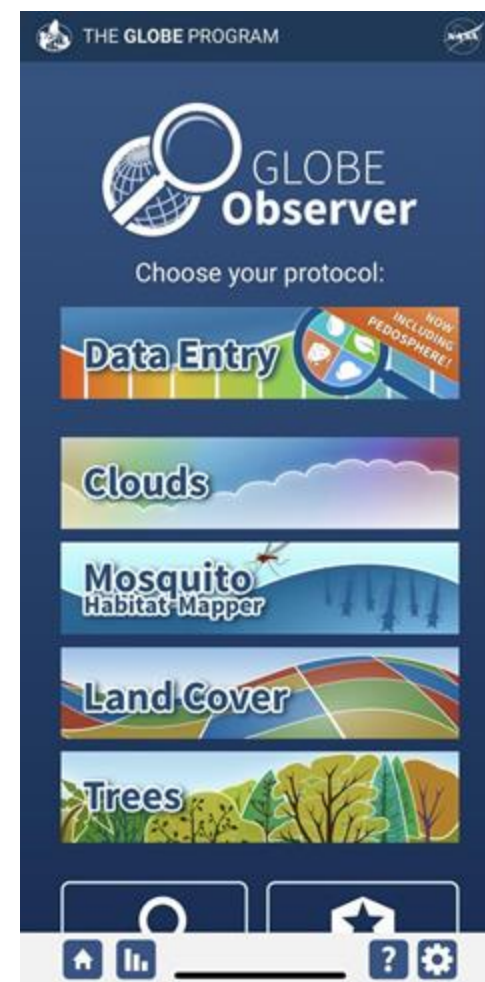 THE GLOBE PROGRAM
NASA
GLOBE
Observer
Choose your protocol:
Data Entry
NOW
INCLUDING
PEDOSPHERE!
Clouds
Mosquito
Habitat Mapper
Land Cover
Trees
?